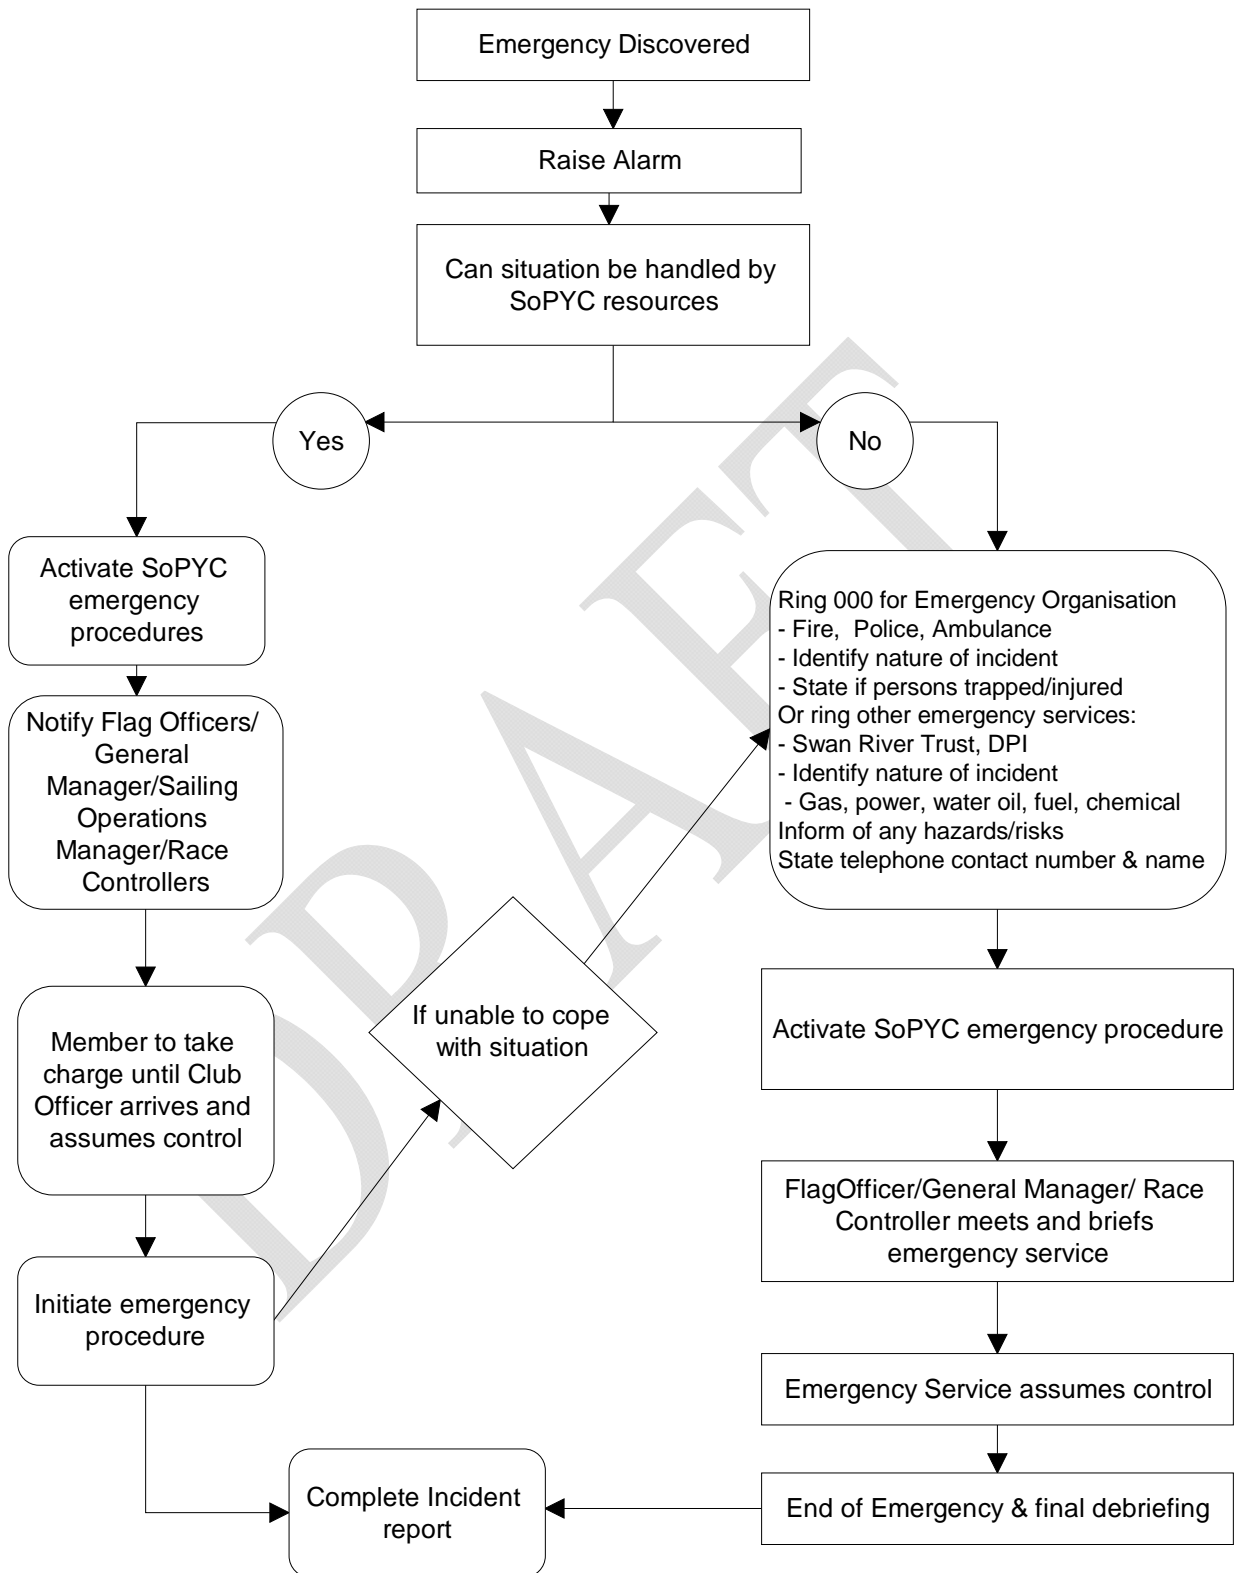 Emergency Discovered
Raise Alarm
Can situation be handled by
SoPYC resources
Yes
No
Activate SoPYC
emergency
procedures
Notify Flag Officers/
General
Manager/Sailing
Operations
Manager/Race
Controllers
Member to take
charge until Club
Officer arrives and
assumes control
Initiate emergency
procedure
If unable to cope
with situation
Ring 000 for Emergency Organisation
- Fire,  Police, Ambulance
- Identify nature of incident
- State if persons trapped/injured
Or ring other emergency services:
- Swan River Trust, DPI
- Identify nature of incident
- Gas, power, water oil, fuel, chemical
Inform of any hazards/risks
State telephone contact number & name
Activate SoPYC emergency procedure
FlagOfficer/General Manager/ Race
Controller meets and briefs
emergency service
Emergency Service assumes control
End of Emergency & final debriefing
Complete Incident
report
DRAFT